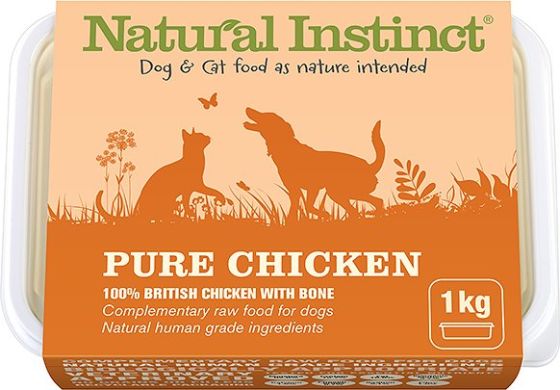 Natural Instinct®
Dog & Cat food as nature intended
PURE CHICKEN
100% BRITISH CHICKEN WITH BONE
Complementary raw food for dogs
Natural human grade ingredients
1kg